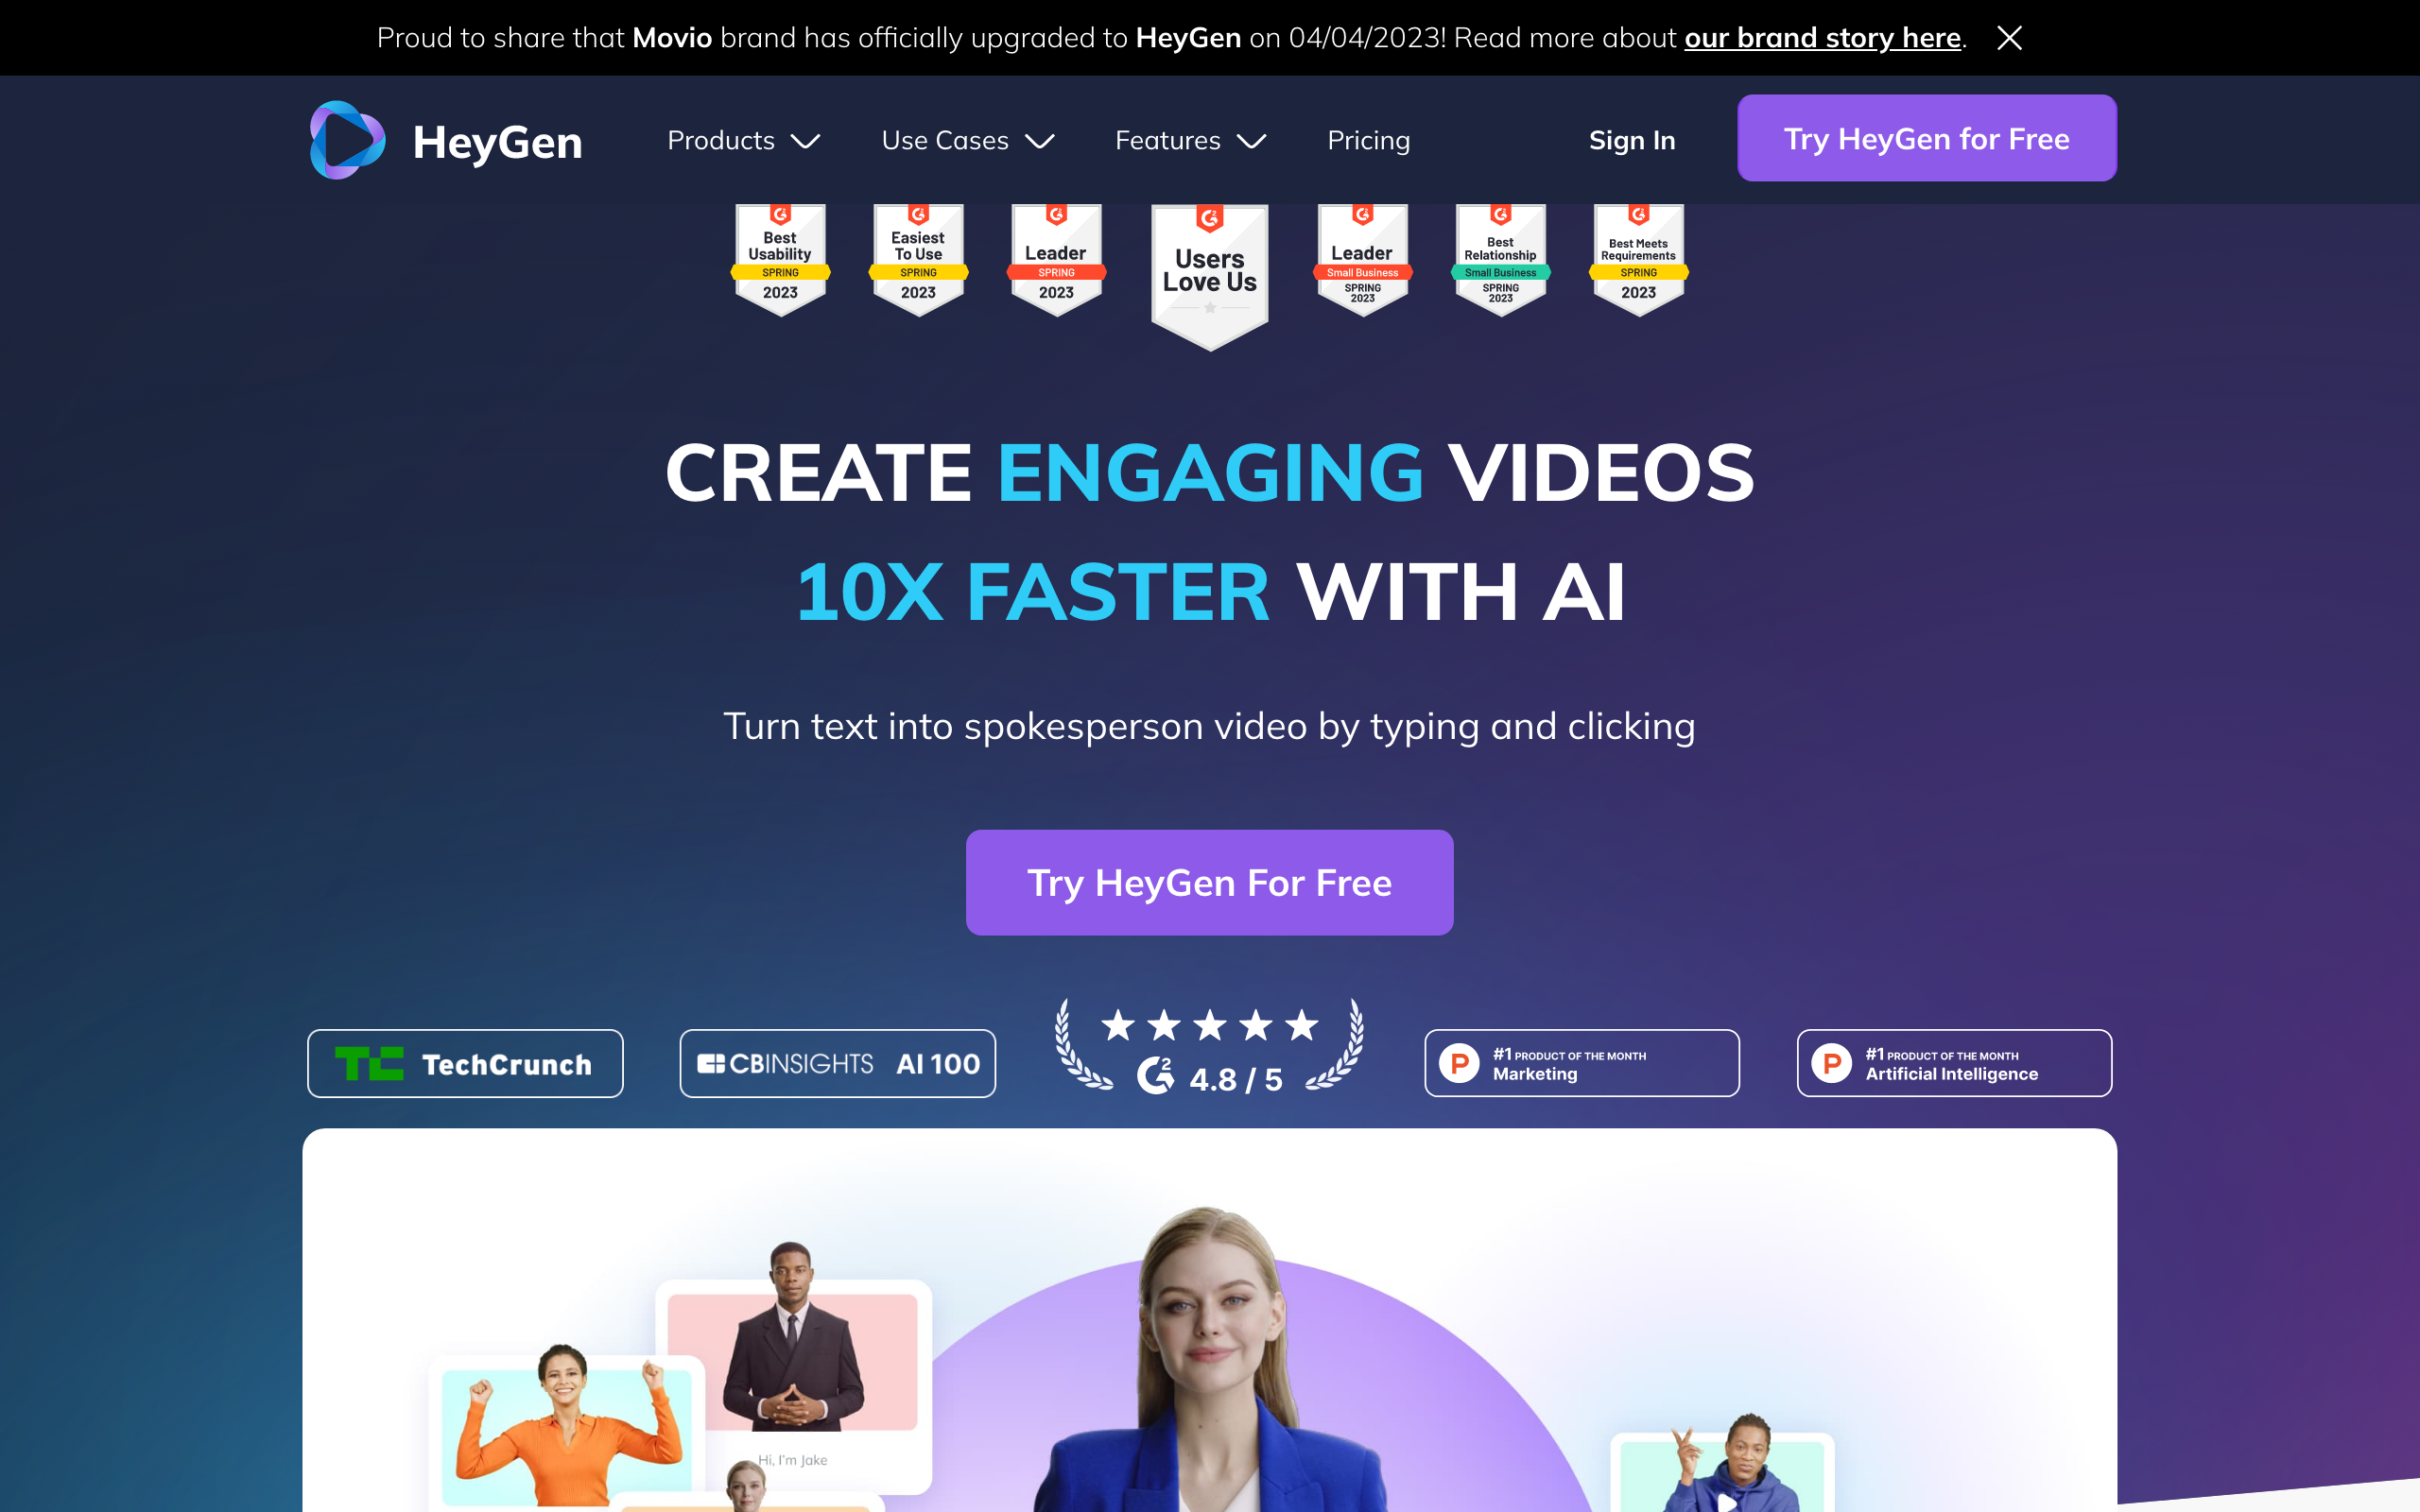 Proud to share that Movio brand has officially upgraded to HeyGen on 04/04/2023! Read more about our brand story here.
HeyGen
Products
Use Cases
Features
Pricing
Sign In
Try HeyGen for Free
Best
Usability
SPRING
2023
Easiest
To Use
SPRING
2023
Leader
SPRING
2023
Users
Love Us
Leader
Small Business
SPRING
2023
Best
Relationship
Small Business
SPRING
2023
Best Meets
Requirements
SPRING
2023
CREATE ENGAGING VIDEOS
10X FASTER WITH AI
Turn text into spokesperson video by typing and clicking
Try HeyGen For Free
TechCrunch
CBINSIGHTS AI 100
G2 4.8 / 5
#1 PRODUCT OF THE MONTH
Marketing
#1 PRODUCT OF THE MONTH
Artificial Intelligence
Hi, I'm Jake